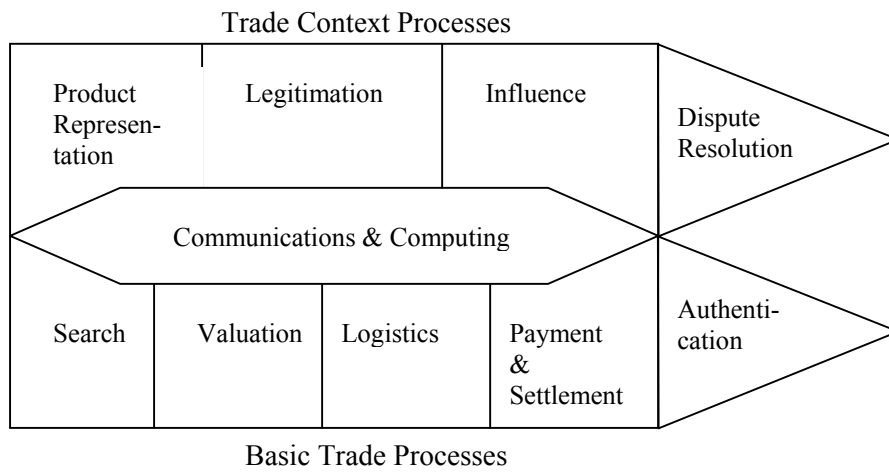 Trade Context Processes
Product
Represen-
tation
Legitimation
Influence
Dispute
Resolution
Communications & Computing
Search
Valuation
Logistics
Payment
&
Settlement
Authenti-
cation
Basic Trade Processes